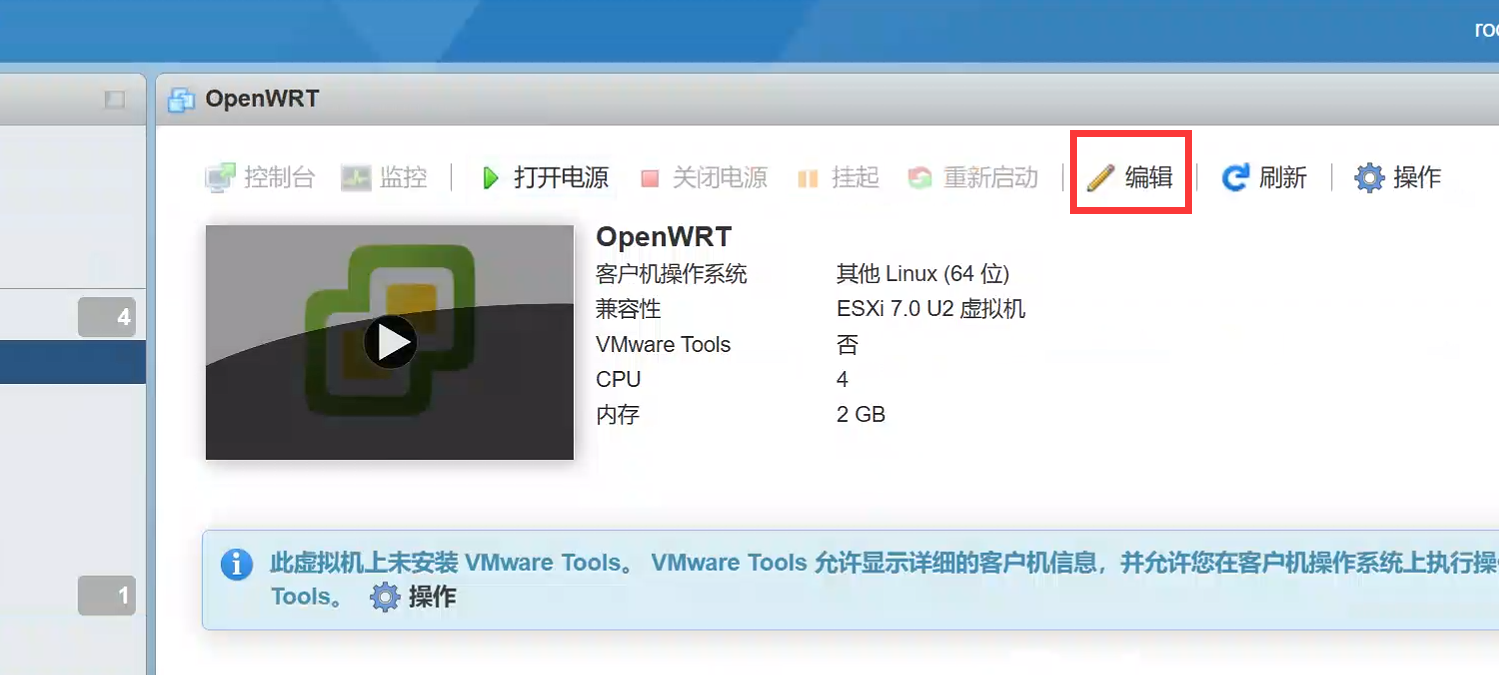 OpenWRT
控制台 监控 打开电源 关闭电源 挂起 重新启动 编辑 刷新 操作
OpenWRT
客户机操作系统 其他 Linux (64 位)
兼容性 ESXi 7.0 U2 虚拟机
VMware Tools 否
CPU 4
内存 2 GB
4
此虚拟机上未安装 VMware Tools。 VMware Tools 允许显示详细的客户机信息，并允许您在客户机操作系统上执行操
Tools。 操作
1